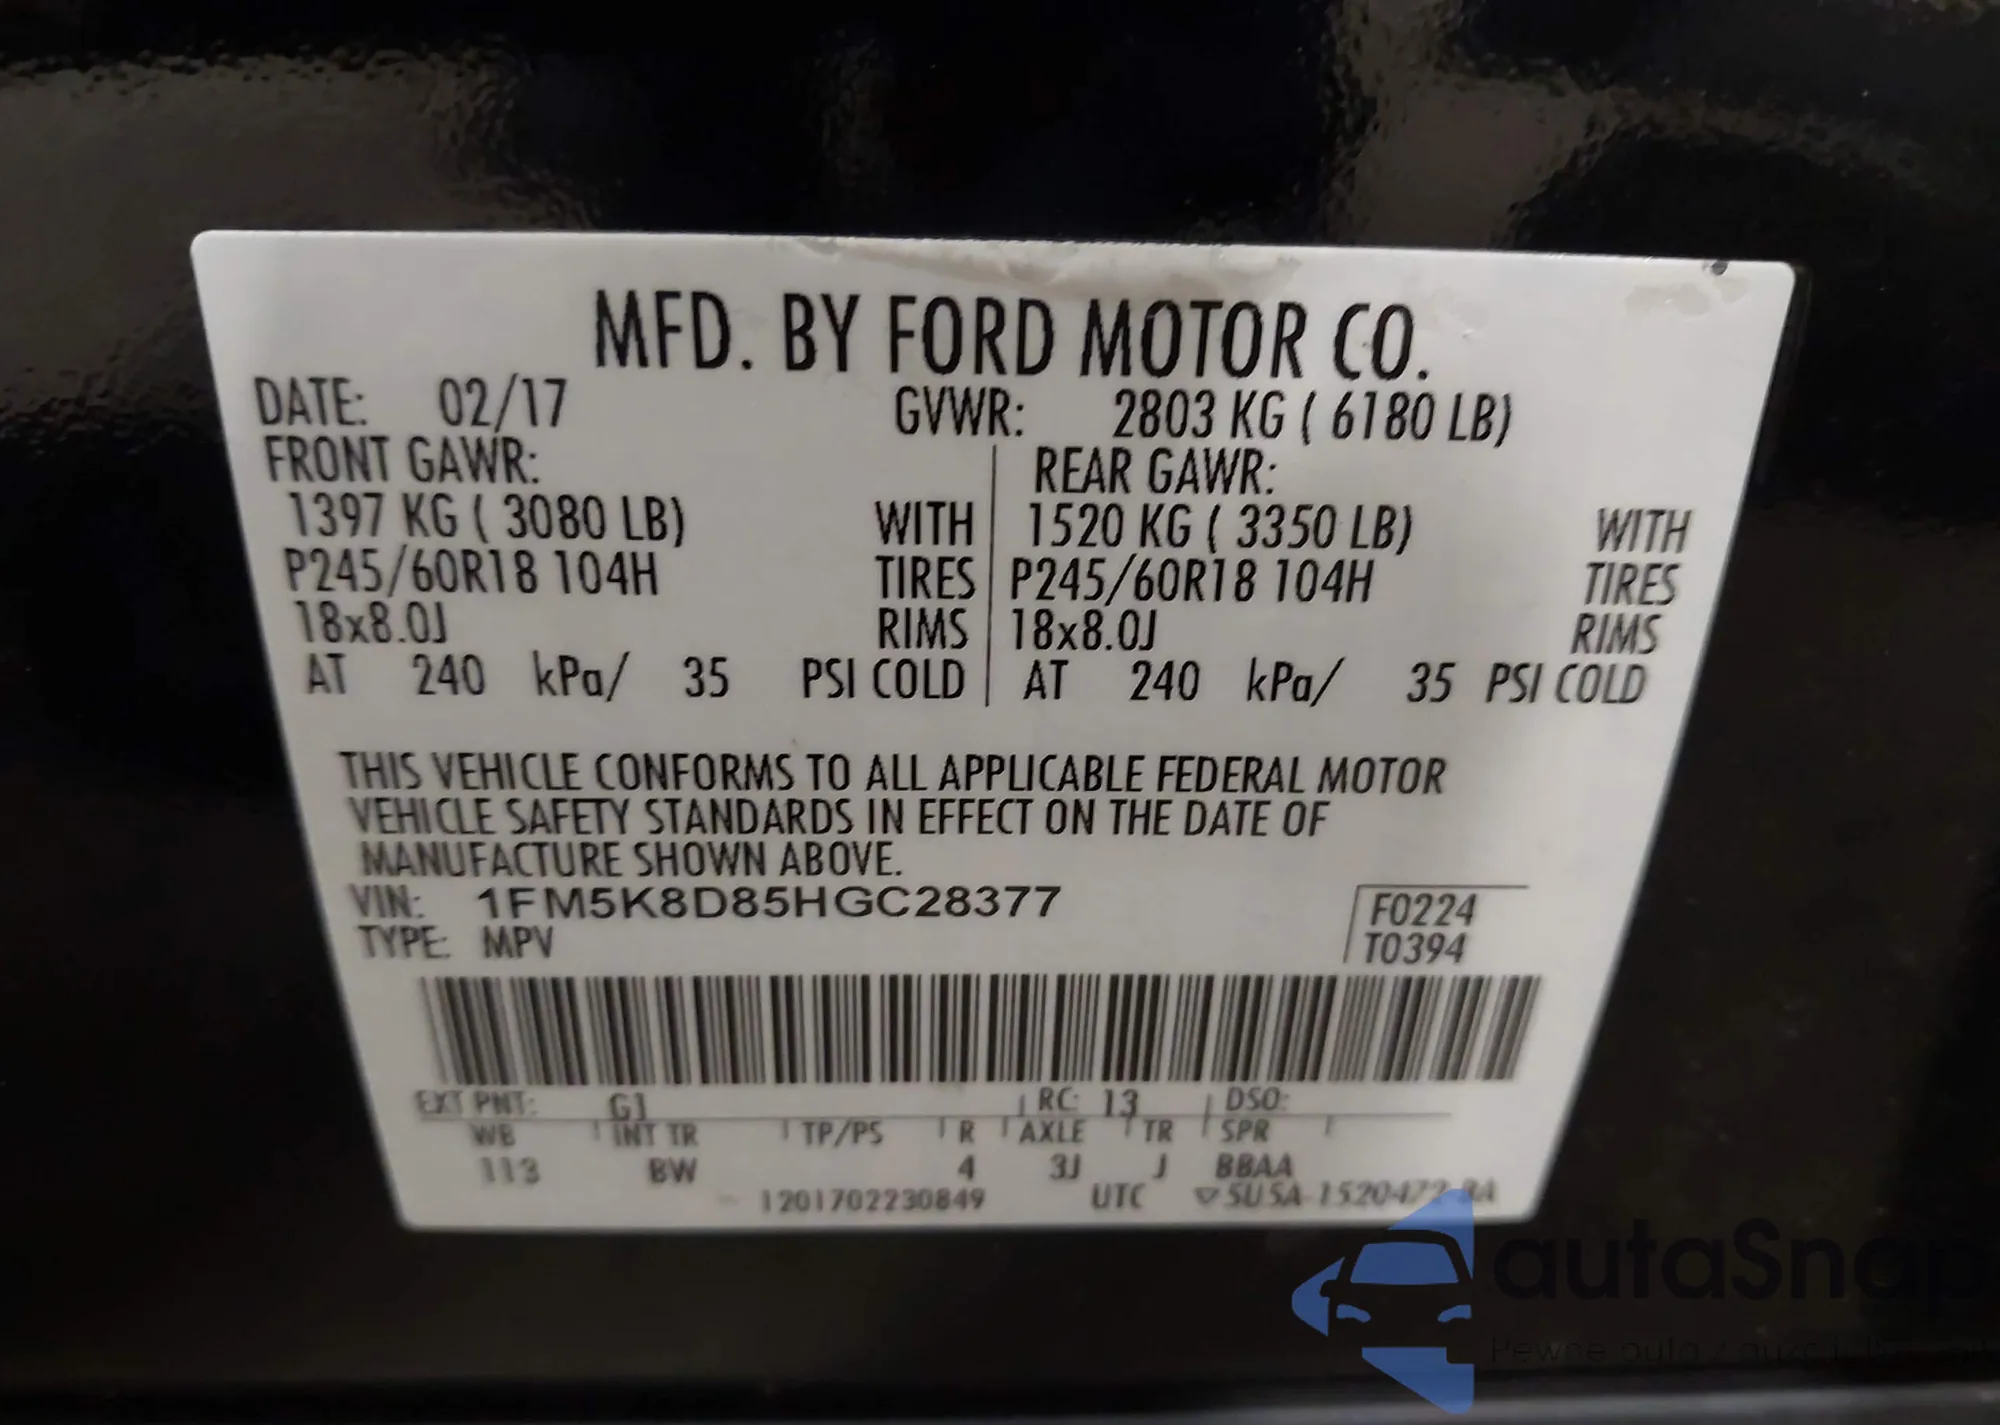 MFD. BY FORD MOTOR CO.
DATE: 02/17 GVWR: 2803 KG ( 6180 LB)
FRONT GAWR: REAR GAWR:
1397 KG ( 3080 LB) WITH 1520 KG ( 3350 LB) WITH
P245/60R18 104H TIRES P245/60R18 104H TIRES
18x8.0J RIMS 18x8.0J RIMS
AT 240 kPa/ 35 PSI COLD AT 240 kPa/ 35 PSI COLD
THIS VEHICLE CONFORMS TO ALL APPLICABLE FEDERAL MOTOR
VEHICLE SAFETY STANDARDS IN EFFECT ON THE DATE OF
MANUFACTURE SHOWN ABOVE.
VIN: 1FM5K8D85HGC28377 F0224
TYPE: MPV T0394
EXT PNT: G1 RC: 13 DSO:
WB INT TR TP/PS R AXLE TR SPR
113 BW 4 3J J BBAA
1201702230849 UTC
autaSnap
Pewne auto z